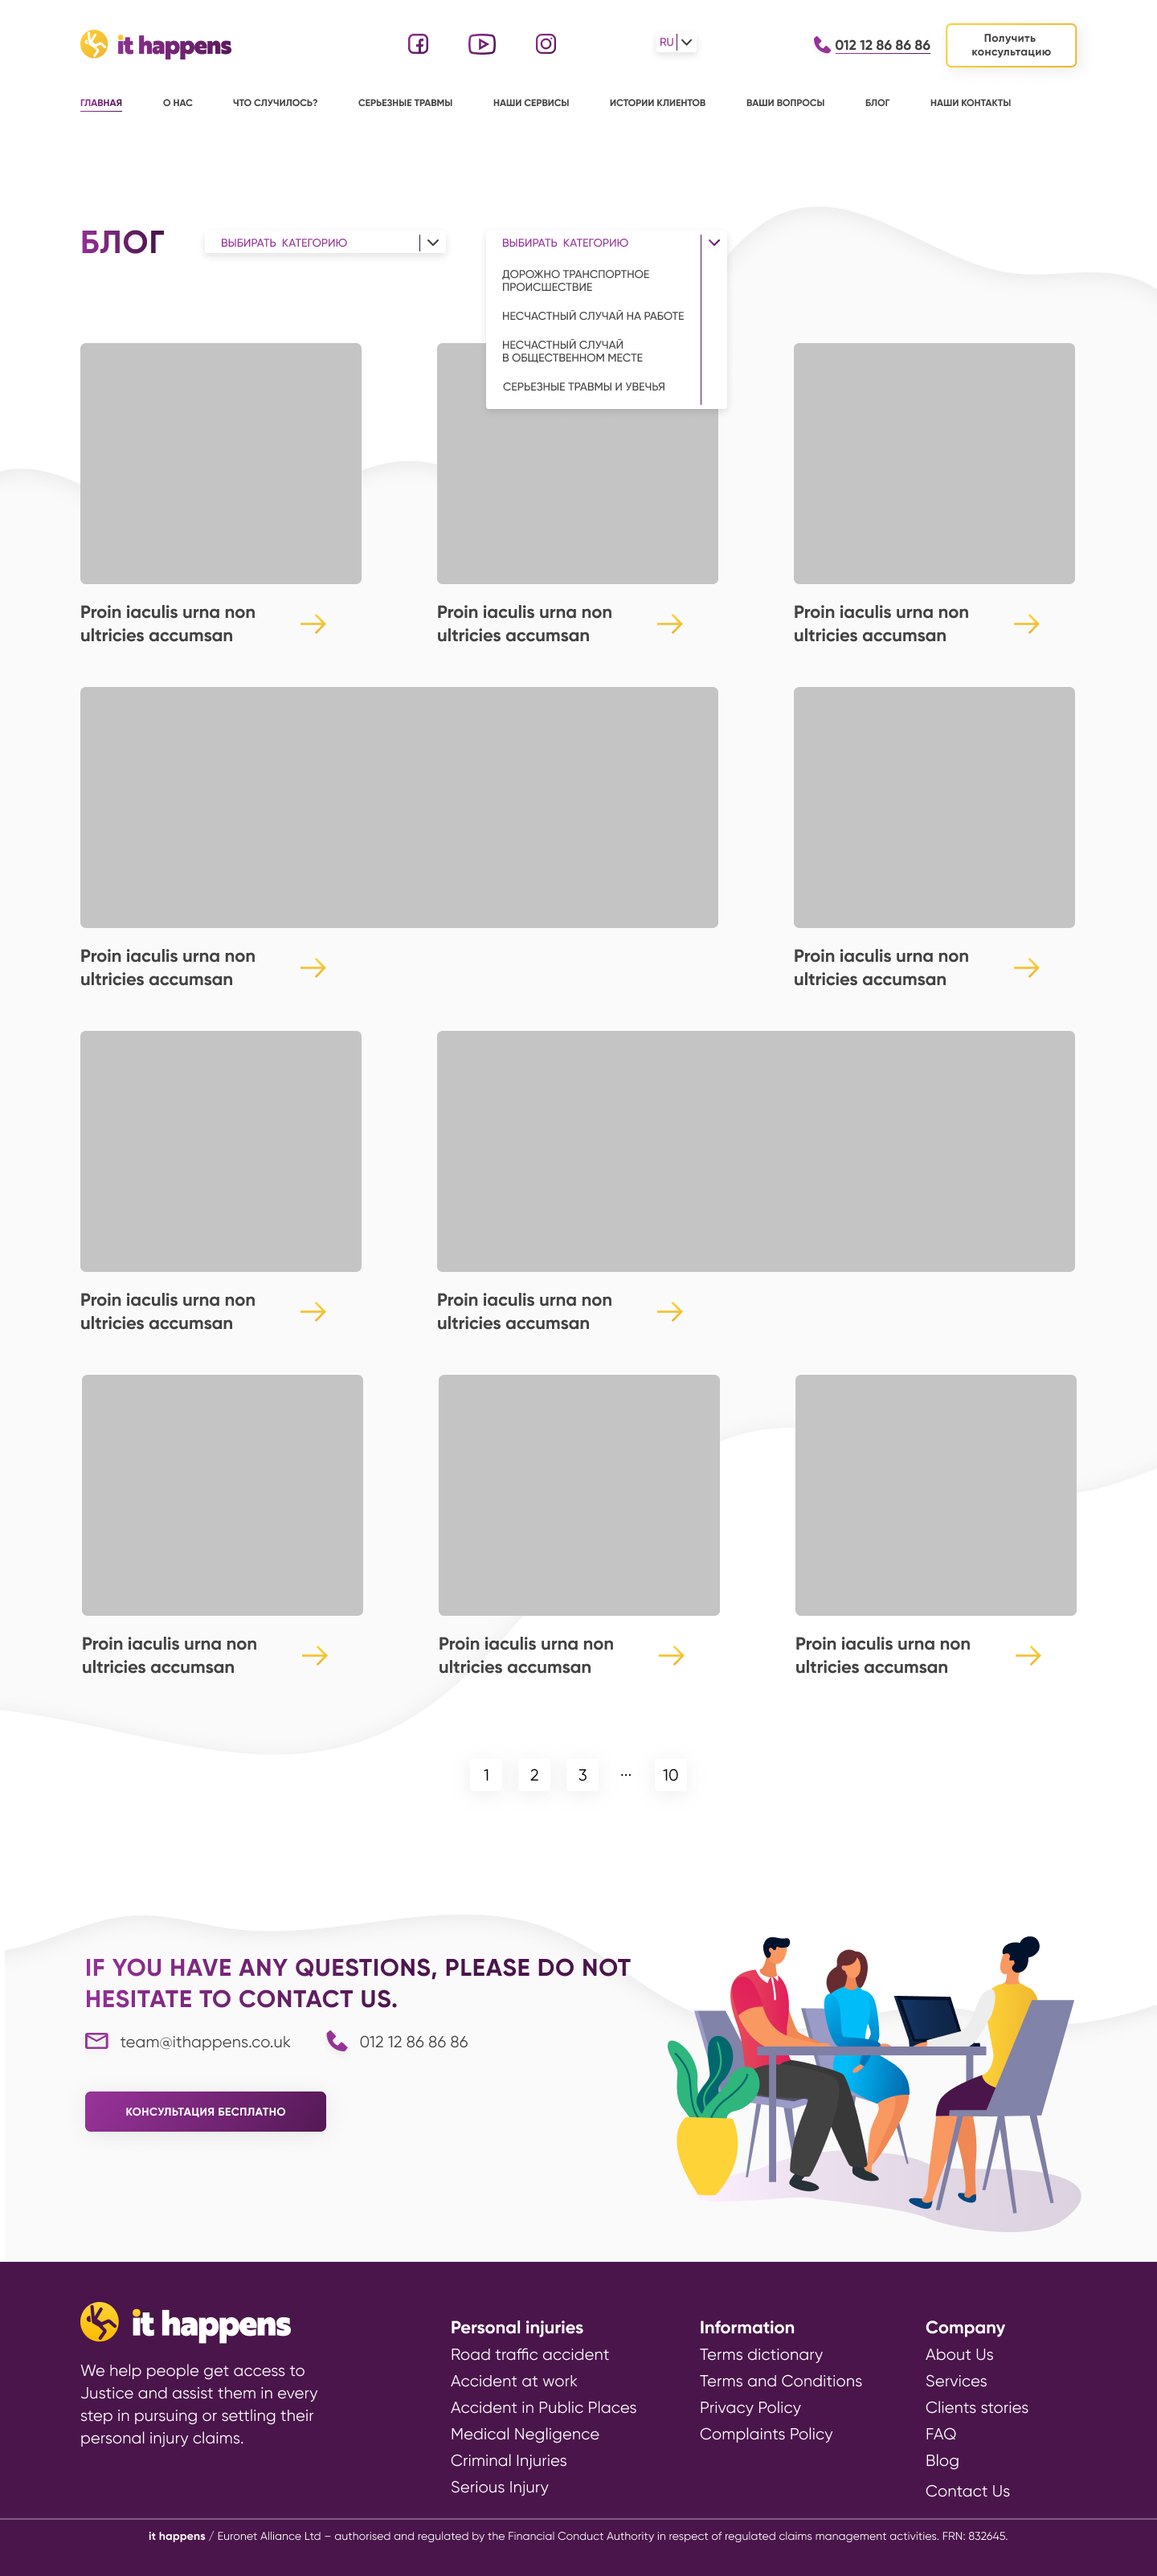 it happens
RU
012 12 86 86 86
Получить
консультацию
ГЛАВНАЯ
О НАС
ЧТО СЛУЧИЛОСЬ?
СЕРЬЕЗНЫЕ ТРАВМЫ
НАШИ СЕРВИСЫ
ИСТОРИИ КЛИЕНТОВ
ВАШИ ВОПРОСЫ
БЛОГ
НАШИ КОНТАКТЫ
БЛОГ
ВЫБИРАТЬ КАТЕГОРИЮ
ВЫБИРАТЬ КАТЕГОРИЮ
ДОРОЖНО ТРАНСПОРТНОЕ
ПРОИСШЕСТВИЕ
НЕСЧАСТНЫЙ СЛУЧАЙ НА РАБОТЕ
НЕСЧАСТНЫЙ СЛУЧАЙ
В ОБЩЕСТВЕННОМ МЕСТЕ
СЕРЬЕЗНЫЕ ТРАВМЫ И УВЕЧЬЯ
Proin iaculis urna non
ultricies accumsan
Proin iaculis urna non
ultricies accumsan
Proin iaculis urna non
ultricies accumsan
Proin iaculis urna non
ultricies accumsan
Proin iaculis urna non
ultricies accumsan
Proin iaculis urna non
ultricies accumsan
Proin iaculis urna non
ultricies accumsan
Proin iaculis urna non
ultricies accumsan
Proin iaculis urna non
ultricies accumsan
Proin iaculis urna non
ultricies accumsan
1 2 3 ... 10
IF YOU HAVE ANY QUESTIONS, PLEASE DO NOT
HESITATE TO CONTACT US.
team@ithappens.co.uk
012 12 86 86 86
КОНСУЛЬТАЦИЯ БЕСПЛАТНО
it happens
We help people get access to
Justice and assist them in every
step in pursuing or settling their
personal injury claims.
Personal injuries
Road traffic accident
Accident at work
Accident in Public Places
Medical Negligence
Criminal Injuries
Serious Injury
Information
Terms dictionary
Terms and Conditions
Privacy Policy
Complaints Policy
Company
About Us
Services
Clients stories
FAQ
Blog
Contact Us
it happens / Euronet Alliance Ltd – authorised and regulated by the Financial Conduct Authority in respect of regulated claims management activities. FRN: 832645.